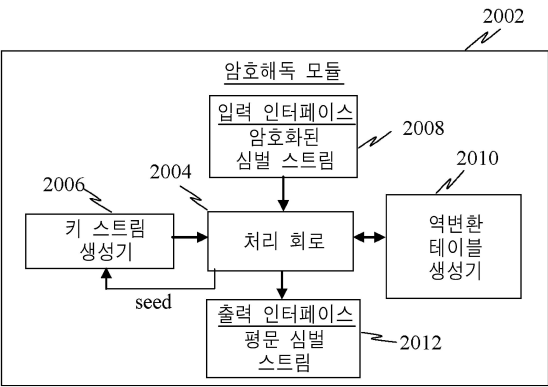 2002
암호해독 모듈
입력 인터페이스
암호화된
심벌 스트림
2008
2004
2006
2010
키 스트림
생성기
처리 회로
역변환
테이블
생성기
seed
출력 인터페이스
평문 심벌
스트림
2012